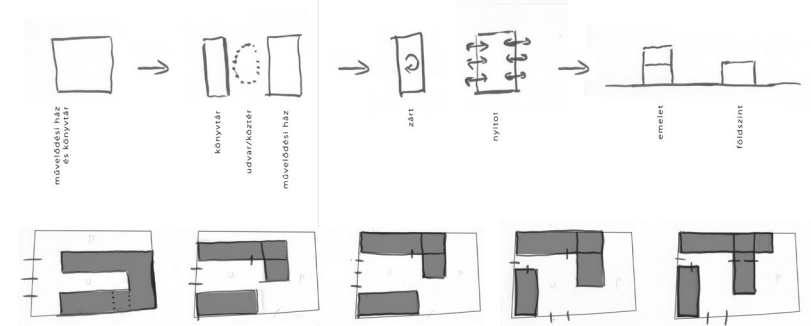 művelődési ház
és könyvtár
könyvtár
udvar/köztér
művelődési ház
zárt
nyitot
emelet
földszint
P
U
U
P
U
P
U
P